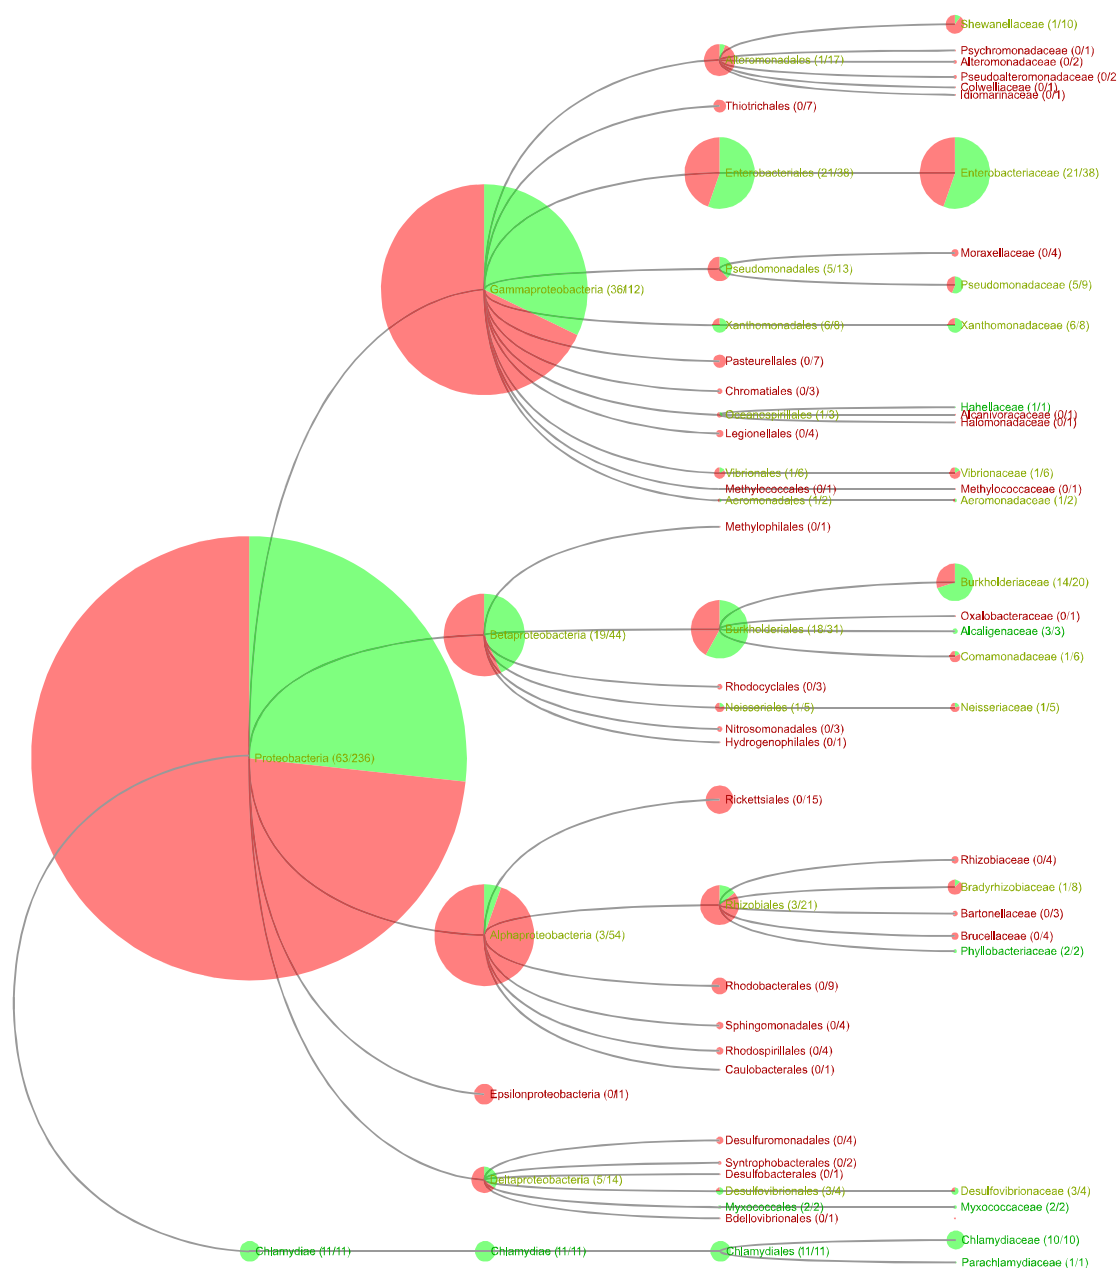 Shewanellaceae (1/10)
Psychromonadaceae (0/1)
Alteromonadales (1/17)
Alteromonadaceae (0/2)
Pseudoalteromonadaceae (0/2
Colwelliaceae (0/1)
Idiomarinaceae (0/1)
Thiotrichales (0/7)
Enterobacteriales (21/38)
Enterobacteriaceae (21/38)
Moraxellaceae (0/4)
Pseudomonadales (5/13)
Pseudomonadaceae (5/9)
Gammaproteobacteria (36/112)
Xanthomonadales (6/8)
Xanthomonadaceae (6/8)
Pasteurellales (0/7)
Chromatiales (0/3)
Hahellaceae (1/1)
Oceanospirillales (1/3)
Alcanivoracaceae (0/1)
Halomonadaceae (0/1)
Legionellales (0/4)
Vibrionales (1/6)
Vibrionaceae (1/6)
Methylococcales (0/1)
Methylococcaceae (0/1)
Aeromonadales (1/2)
Aeromonadaceae (1/2)
Methylophilales (0/1)
Burkholderiaceae (14/20)
Oxalobacteraceae (0/1)
Betaproteobacteria (19/44)
Burkholderiales (18/31)
Alcaligenaceae (3/3)
Comamonadaceae (1/6)
Rhodocyclales (0/3)
Neisseriales (1/5)
Neisseriaceae (1/5)
Nitrosomonadales (0/3)
Hydrogenophilales (0/1)
Proteobacteria (63/236)
Rickettsiales (0/15)
Rhizobiaceae (0/4)
Bradyrhizobiaceae (1/8)
Rhizobiales (3/21)
Bartonellaceae (0/3)
Alphaproteobacteria (3/54)
Brucellaceae (0/4)
Phyllobacteriaceae (2/2)
Rhodobacterales (0/9)
Sphingomonadales (0/4)
Rhodospirillales (0/4)
Caulobacterales (0/1)
Epsilonproteobacteria (0/11)
Desulfuromonadales (0/4)
Syntrophobacterales (0/2)
Desulfobacterales (0/1)
Deltaproteobacteria (5/14)
Desulfovibrionales (3/4)
Desulfovibrionaceae (3/4)
Myxococcales (2/2)
Myxococcaceae (2/2)
Bdellovibrionales (0/1)
Chlamydiaceae (10/10)
Chlamydiae (11/11)
Chlamydiae (11/11)
Chlamydiales (11/11)
Parachlamydiaceae (1/1)